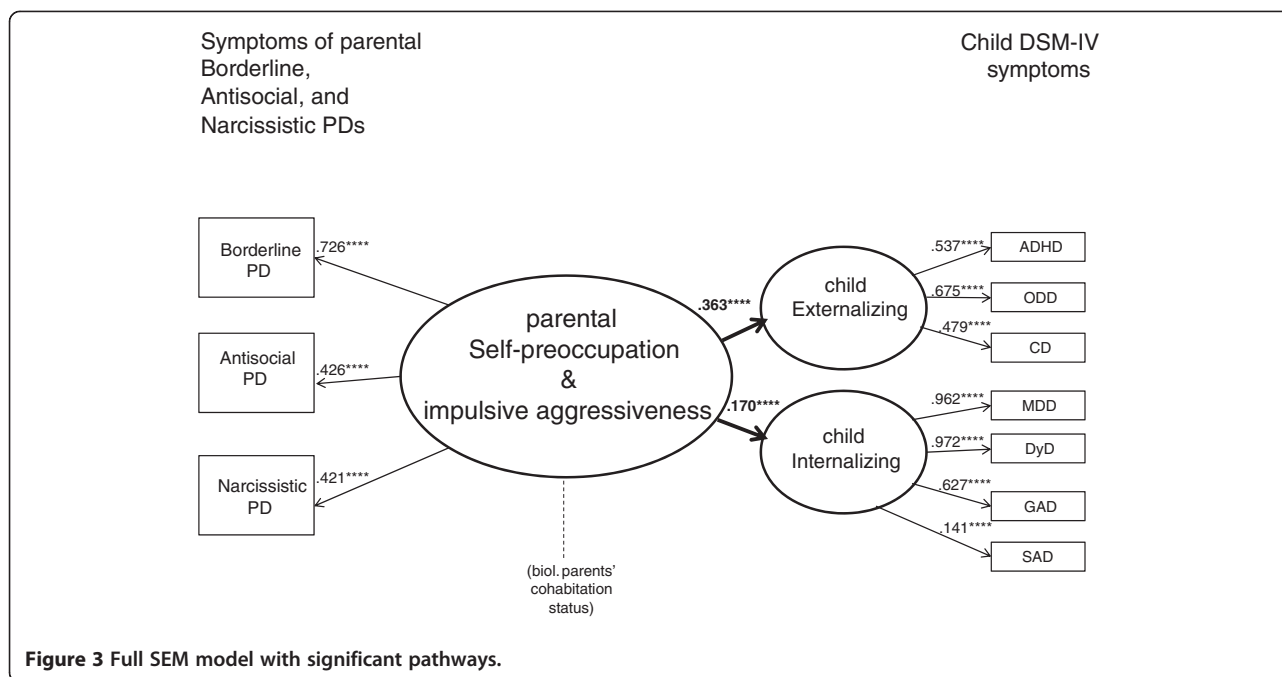 Symptoms of parental
Borderline,
Antisocial, and
Narcissistic PDs
Child DSM-IV
symptoms
Borderline
PD
.726****
Antisocial
PD
.426****
Narcissistic
PD
.421****
parental
Self-preoccupation
&
impulsive aggressiveness
(biol. parents'
cohabitation
status)
.363****
.170****
child
Externalizing
.537****
ADHD
.675****
ODD
.479****
CD
child
Internalizing
.962****
MDD
.972****
DyD
.627****
GAD
.141****
SAD
Figure 3 Full SEM model with significant pathways.